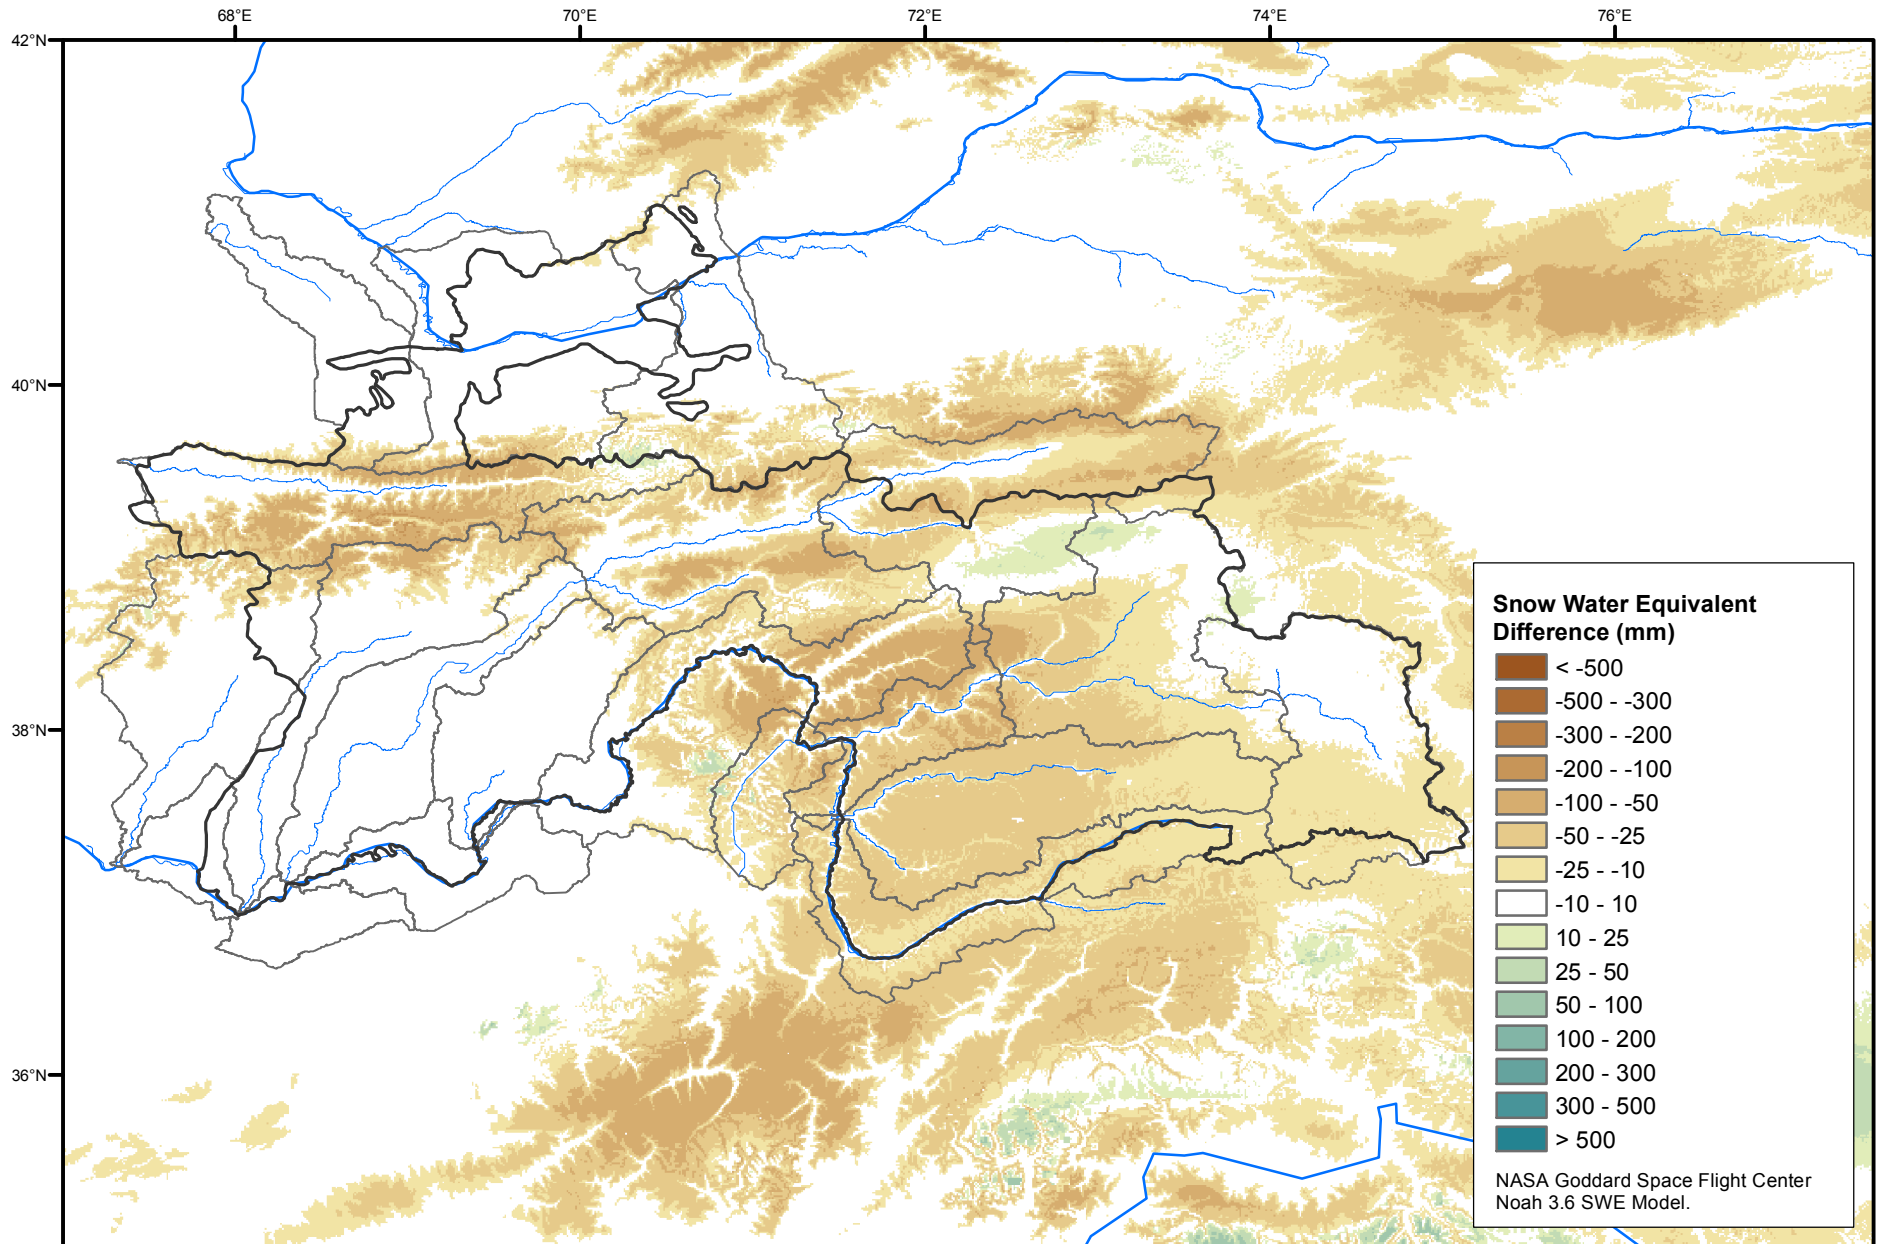 68°E
70°E
72°E
74°E
76°E
42°N
40°N
38°N
36°N
Snow Water Equivalent
Difference (mm)
< -500
-500 - -300
-300 - -200
-200 - -100
-100 - -50
-50 - -25
-25 - -10
-10 - 10
10 - 25
25 - 50
50 - 100
100 - 200
200 - 300
300 - 500
> 500
NASA Goddard Space Flight Center
Noah 3.6 SWE Model.